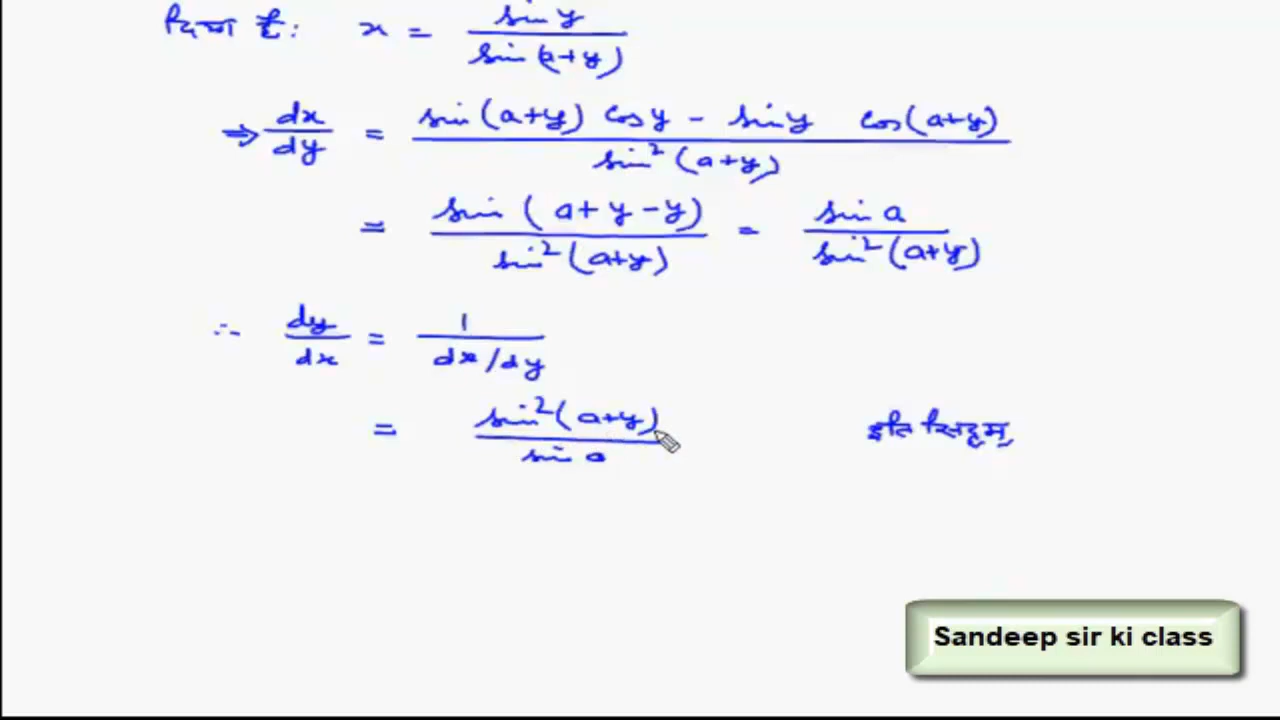 दिया है: x = sin y / sin (a+y)
⇒ dx/dy = sin (a+y) cos y - sin y cos (a+y) / sin² (a+y)
= sin ( a+y-y) / sin² (a+y) = sin a / sin² (a+y)
∴ dy/dx = 1 / dx/dy
= sin² (a+y) / sin a इति सिद्धम्
Sandeep sir ki class